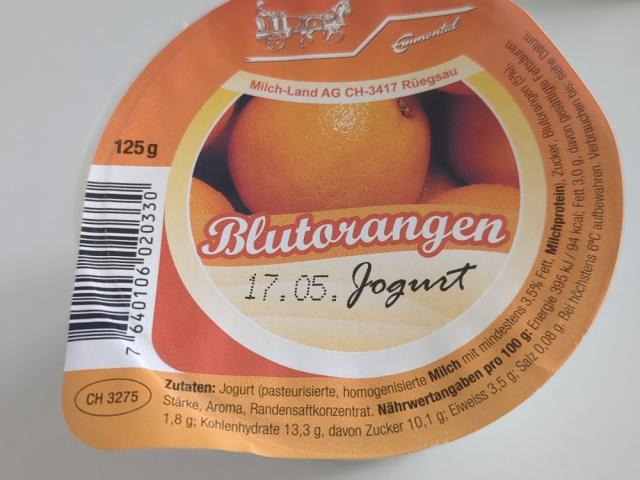 Emmental
Milch-Land AG CH-3417 Rüegsau
125 g
Blutorangen
17.05. Jogurt
7 640106 020330
CH 3275
Zutaten: Jogurt (pasteurisierte, homogenisierte Milch mit mindestens 3.5% Fett, Milchprotein), Zucker, Blutorangen (5%),
Stärke, Aroma, Randensaftkonzentrat. Nährwertangaben pro 100 g: Energie 395 kJ / 94 kcal; Fett 3,0 g, davon gesättigte Fettsäuren
1,8 g; Kohlenhydrate 13,3 g, davon Zucker 10,1 g; Eiweiss 3,5 g; Salz 0,08 g. Bei höchstens 6ºC aufbewahren. Verbrauchen bis: siehe Datum.